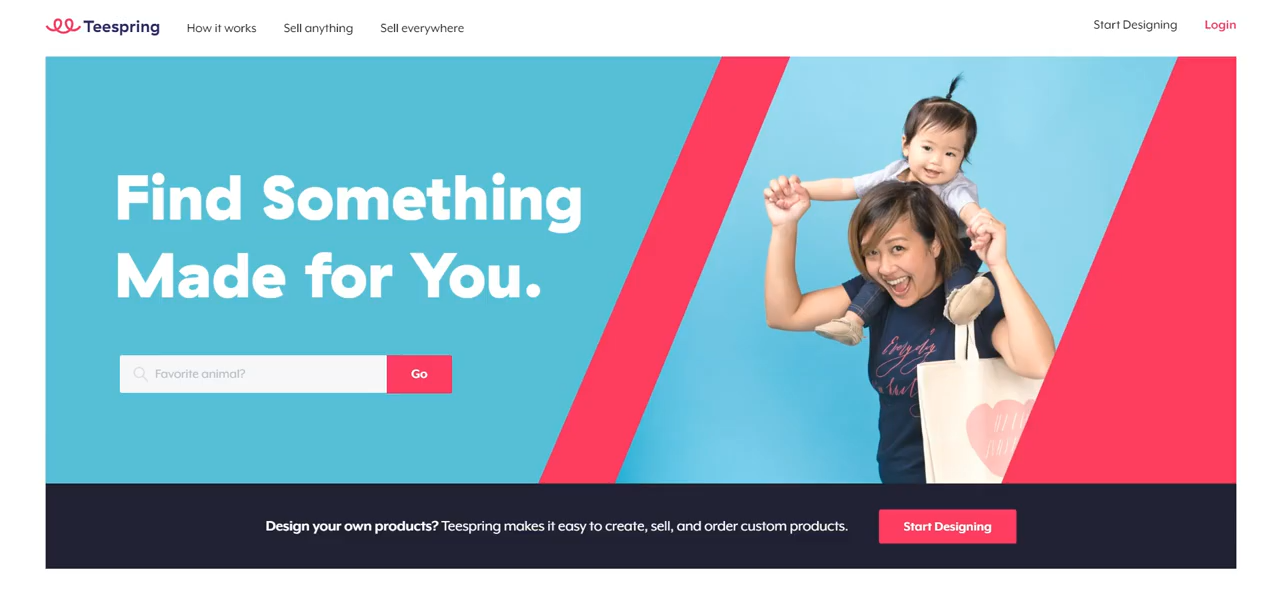 Teespring
How it works
Sell anything
Sell everywhere
Start Designing
Login
Find Something
Made for You.
Favorite animal?
Go
Everyday
Design your own products? Teespring makes it easy to create, sell, and order custom products.
Start Designing